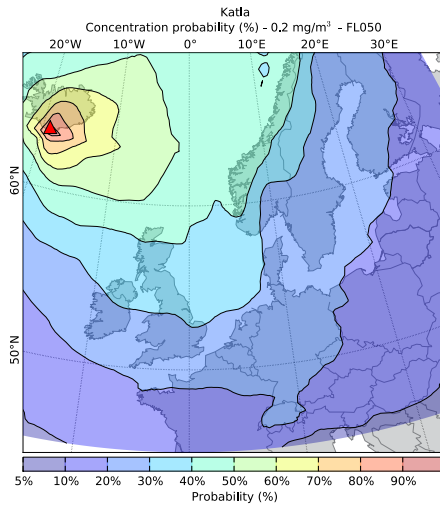 Katla
Concentration probability (%) - 0.2 mg/m³ - FL050
20°W 10°W 0° 10°E 20°E 30°E
60°N
50°N
5% 10% 20% 30% 40% 50% 60% 70% 80% 90%
Probability (%)